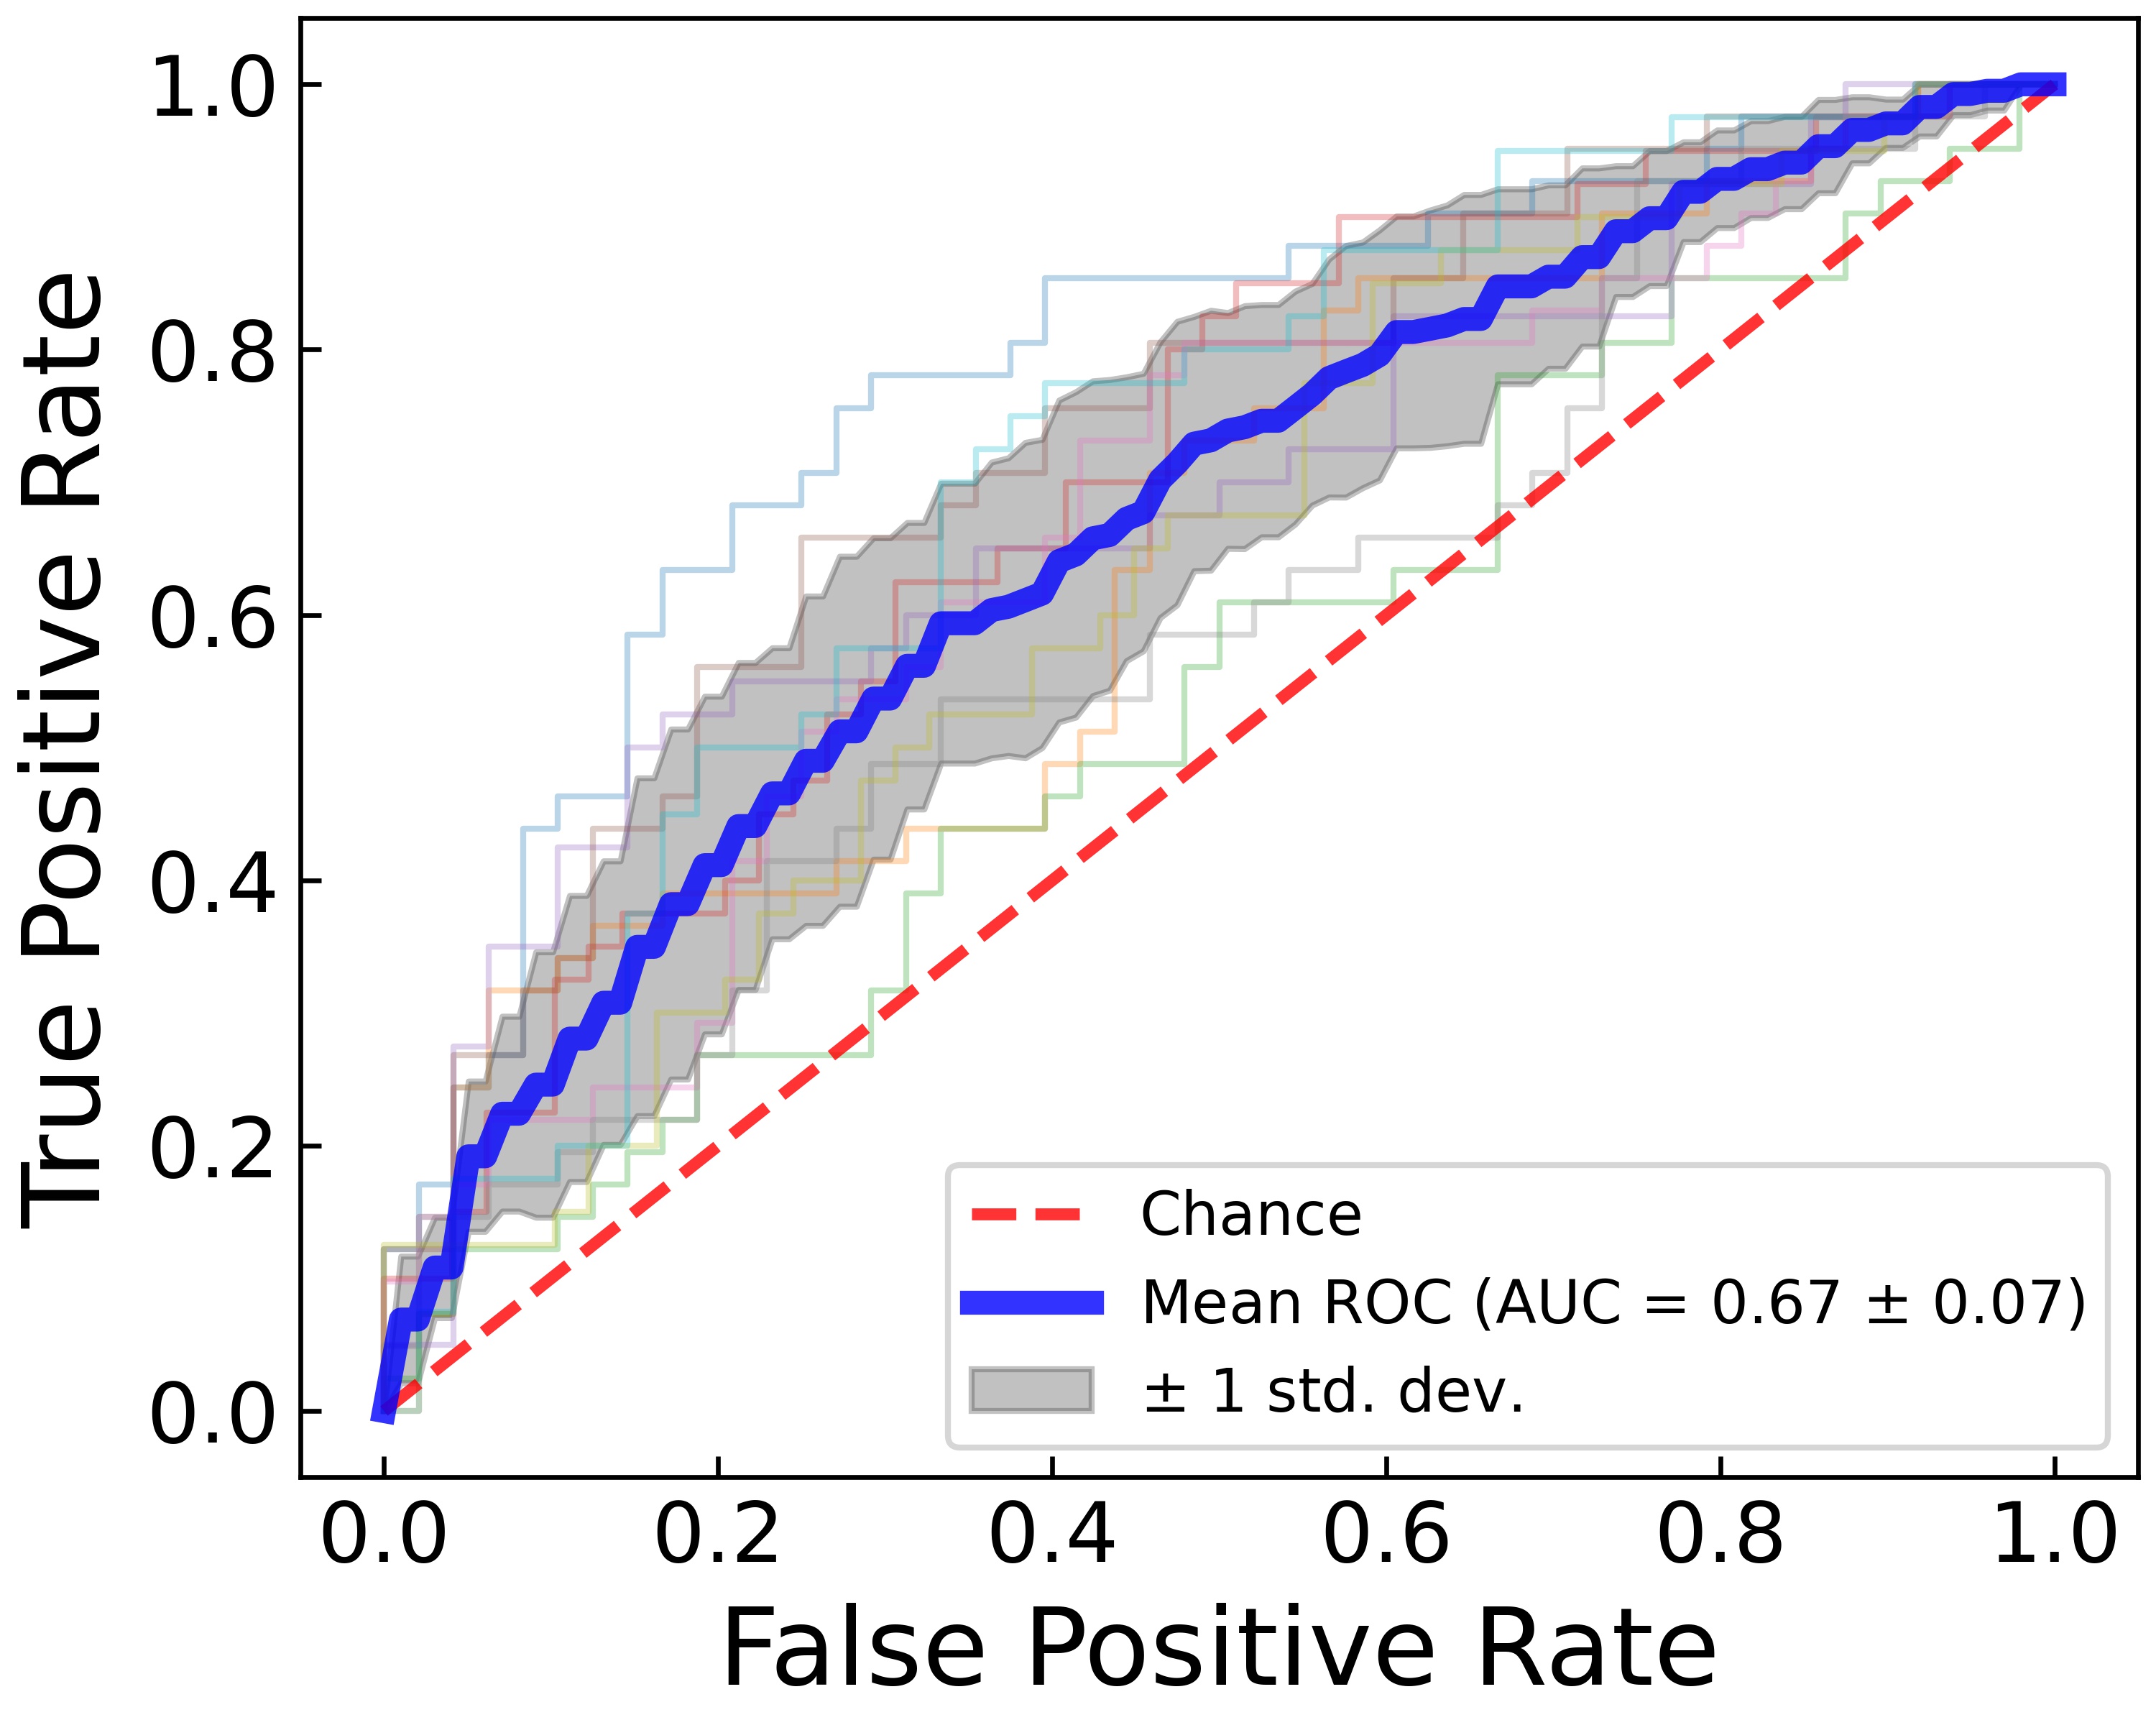 True Positive Rate
1.0
0.8
0.6
0.4
0.2
0.0
Chance
Mean ROC (AUC = 0.67 ± 0.07)
± 1 std. dev.
0.0 0.2 0.4 0.6 0.8 1.0
False Positive Rate